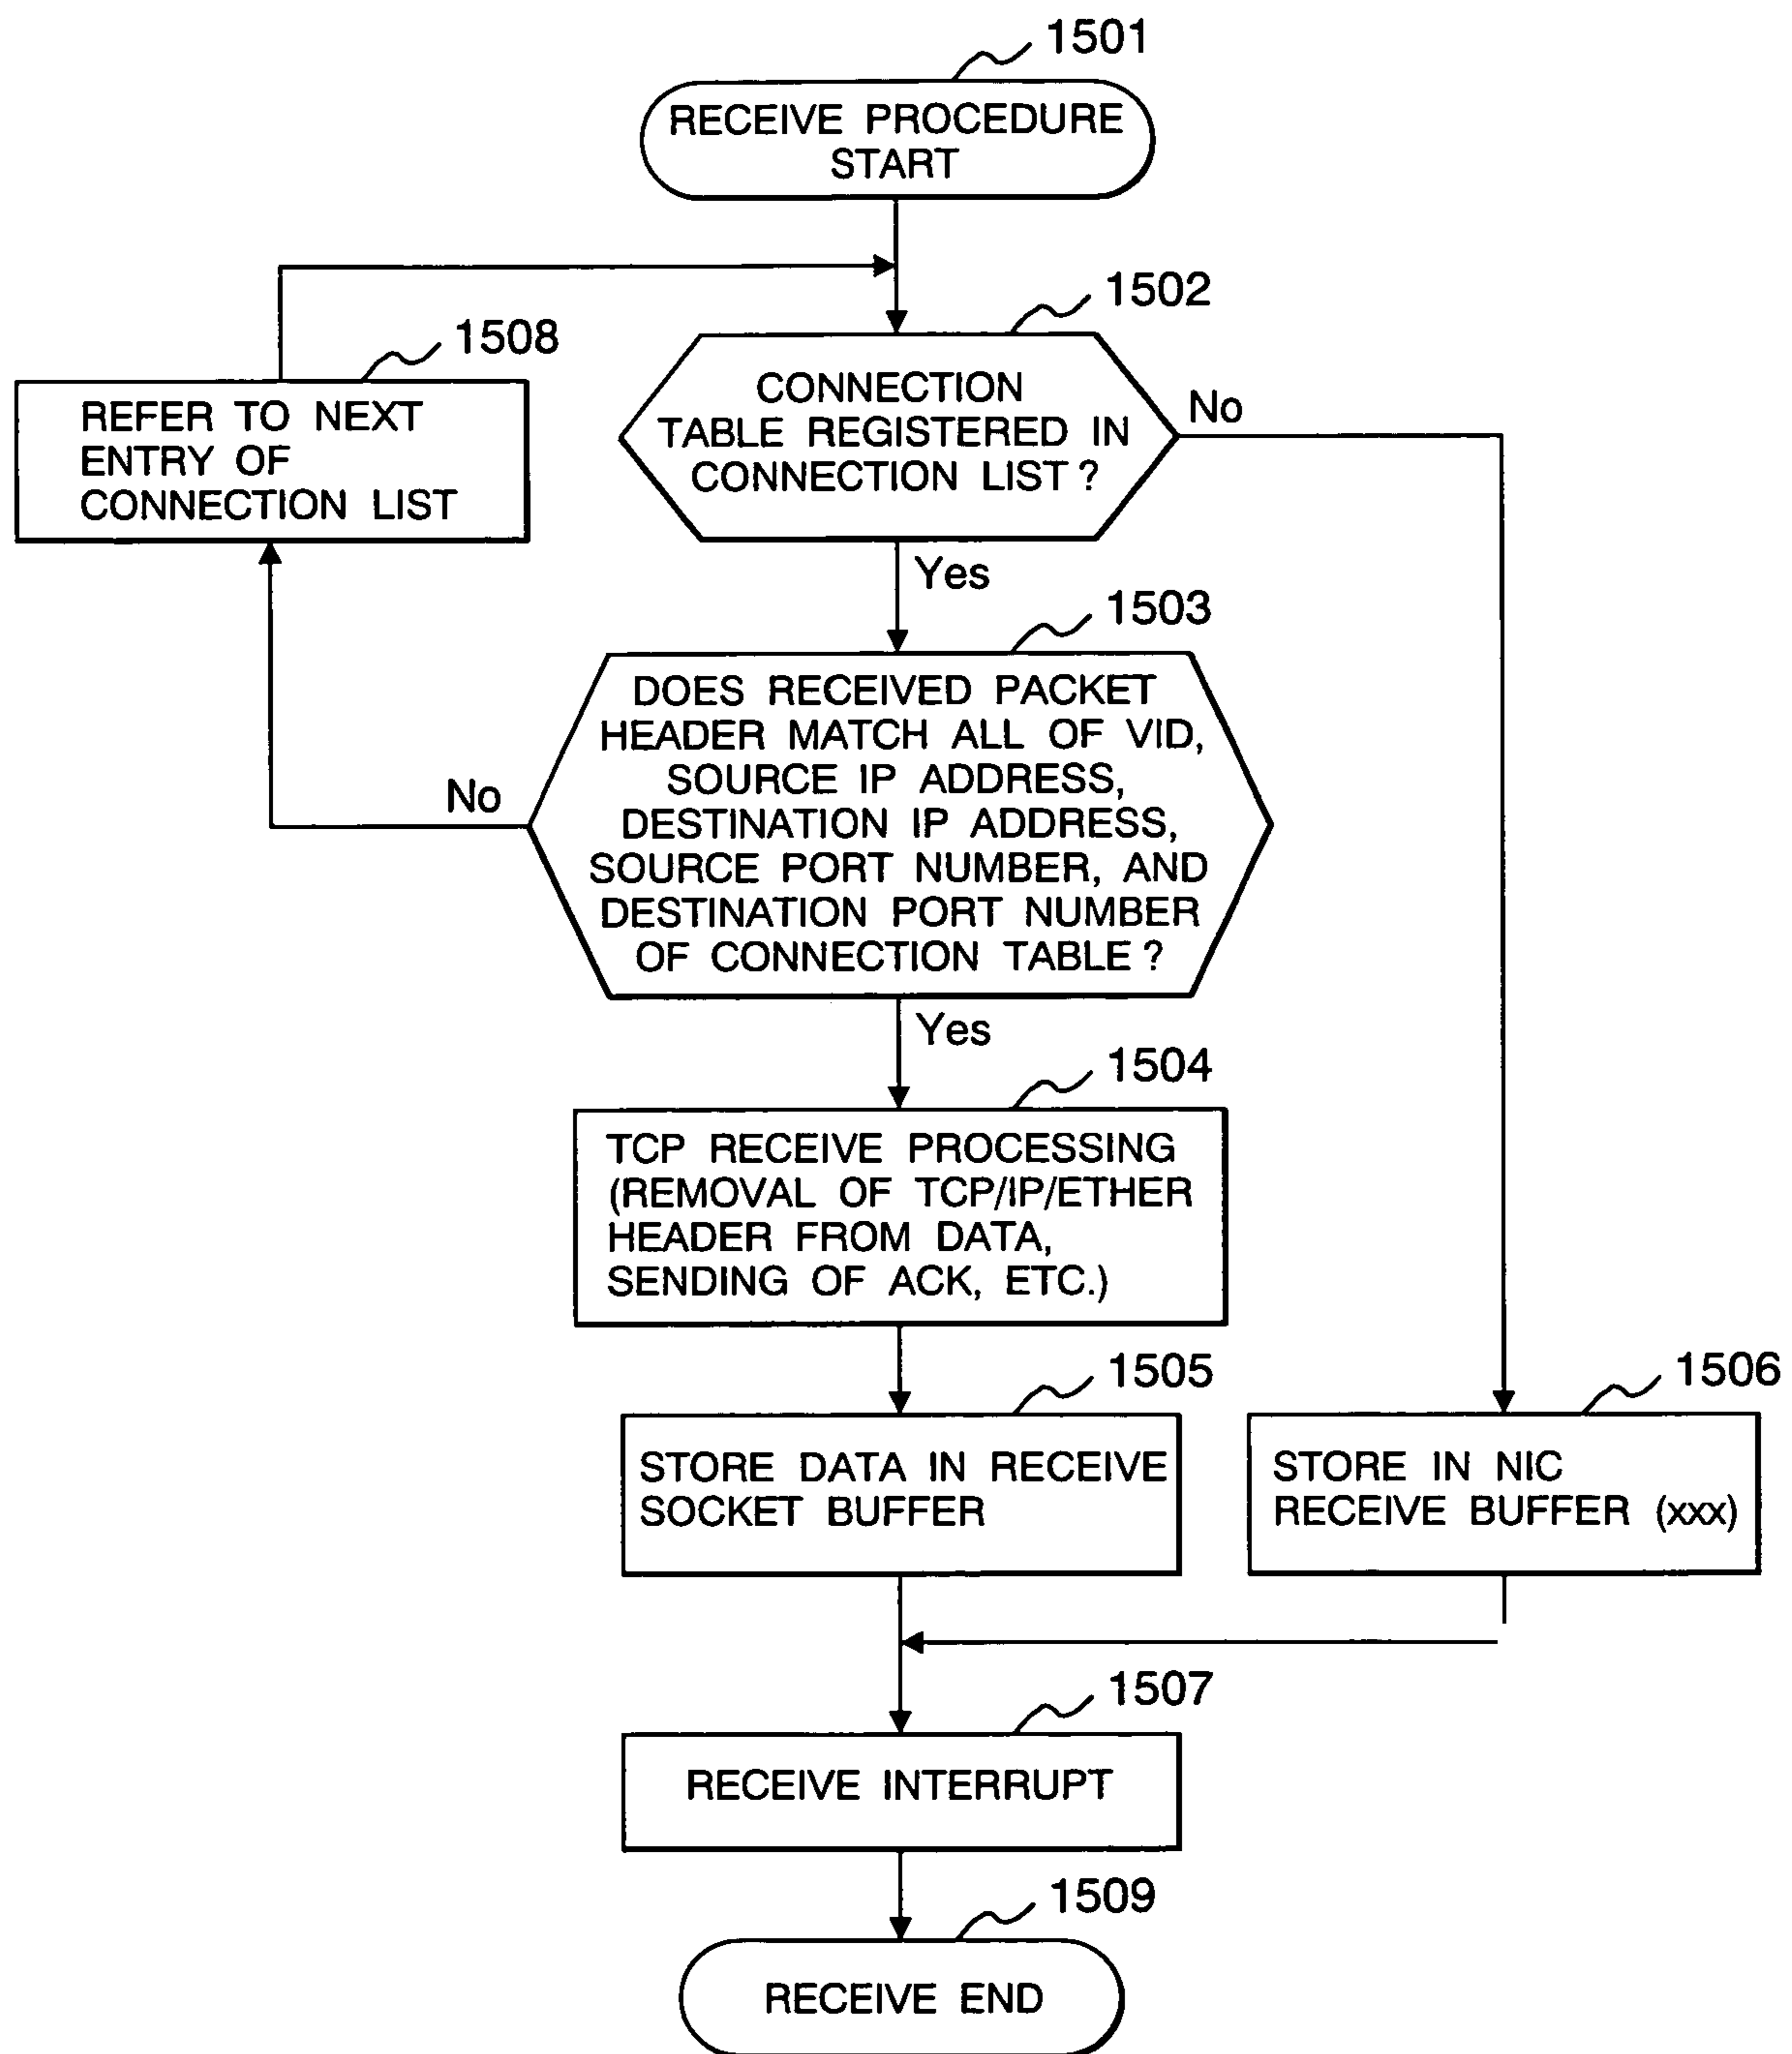 1501
RECEIVE PROCEDURE
START
1502
1508
CONNECTION
TABLE REGISTERED IN
CONNECTION LIST ?
No
REFER TO NEXT
ENTRY OF
CONNECTION LIST
Yes
1503
DOES RECEIVED PACKET
HEADER MATCH ALL OF VID,
SOURCE IP ADDRESS,
DESTINATION IP ADDRESS,
SOURCE PORT NUMBER, AND
DESTINATION PORT NUMBER
OF CONNECTION TABLE ?
No
Yes
1504
TCP RECEIVE PROCESSING
(REMOVAL OF TCP/IP/ETHER
HEADER FROM DATA,
SENDING OF ACK, ETC.)
1505
STORE DATA IN RECEIVE
SOCKET BUFFER
1506
STORE IN NIC
RECEIVE BUFFER (xxx)
1507
RECEIVE INTERRUPT
1509
RECEIVE END